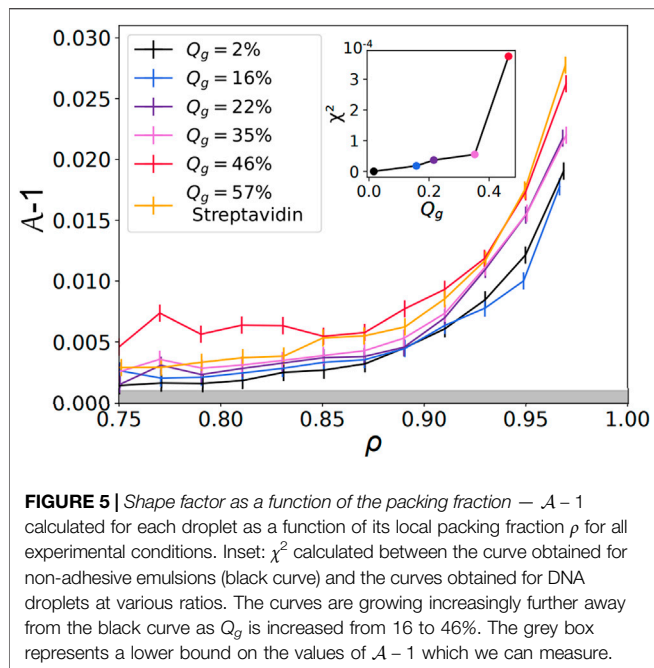 0.030
0.025
0.020
0.015
0.010
0.005
0.000
A-1
Q_g = 2%
Q_g = 16%
Q_g = 22%
Q_g = 35%
Q_g = 46%
Q_g = 57%
Streptavidin
10⁻⁴
3
χ²
1
0
0.0 0.2 0.4
Q_g
0.75 0.80 0.85 0.90 0.95 1.00
ρ
FIGURE 5 | Shape factor as a function of the packing fraction — 𝒜 – 1
calculated for each droplet as a function of its local packing fraction ρ for all
experimental conditions. Inset: χ² calculated between the curve obtained for
non-adhesive emulsions (black curve) and the curves obtained for DNA
droplets at various ratios. The curves are growing increasingly further away
from the black curve as Q_g is increased from 16 to 46%. The grey box
represents a lower bound on the values of 𝒜 – 1 which we can measure.